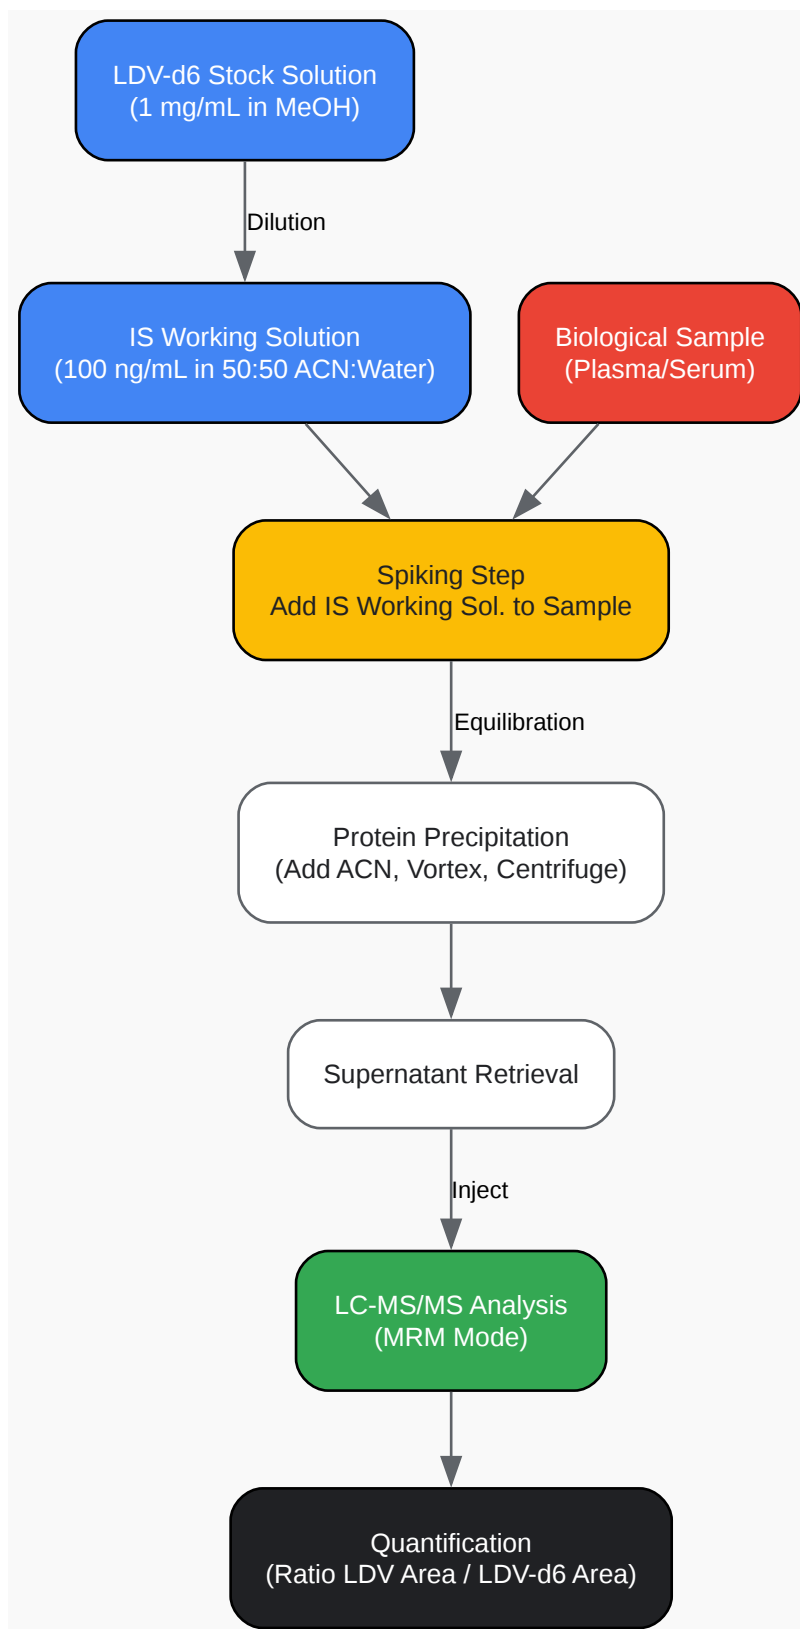 LDV-d6 Stock Solution
(1 mg/mL in MeOH)
Dilution
IS Working Solution
(100 ng/mL in 50:50 ACN:Water)
Biological Sample
(Plasma/Serum)
Spiking Step
Add IS Working Sol. to Sample
Equilibration
Protein Precipitation
(Add ACN, Vortex, Centrifuge)
Supernatant Retrieval
Inject
LC-MS/MS Analysis
(MRM Mode)
Quantification
(Ratio LDV Area / LDV-d6 Area)